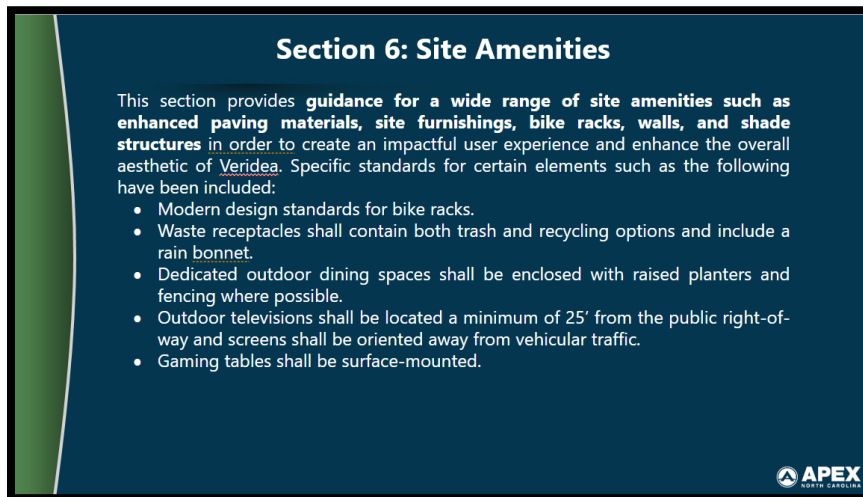 Section 6: Site Amenities
This section provides guidance for a wide range of site amenities such as
enhanced paving materials, site furnishings, bike racks, walls, and shade
structures in order to create an impactful user experience and enhance the overall
aesthetic of Veridea. Specific standards for certain elements such as the following
have been included:
• Modern design standards for bike racks.
• Waste receptacles shall contain both trash and recycling options and include a
rain bonnet.
• Dedicated outdoor dining spaces shall be enclosed with raised planters and
fencing where possible.
• Outdoor televisions shall be located a minimum of 25’ from the public right-of-
way and screens shall be oriented away from vehicular traffic.
• Gaming tables shall be surface-mounted.
APEX
NORTH CAROLINA